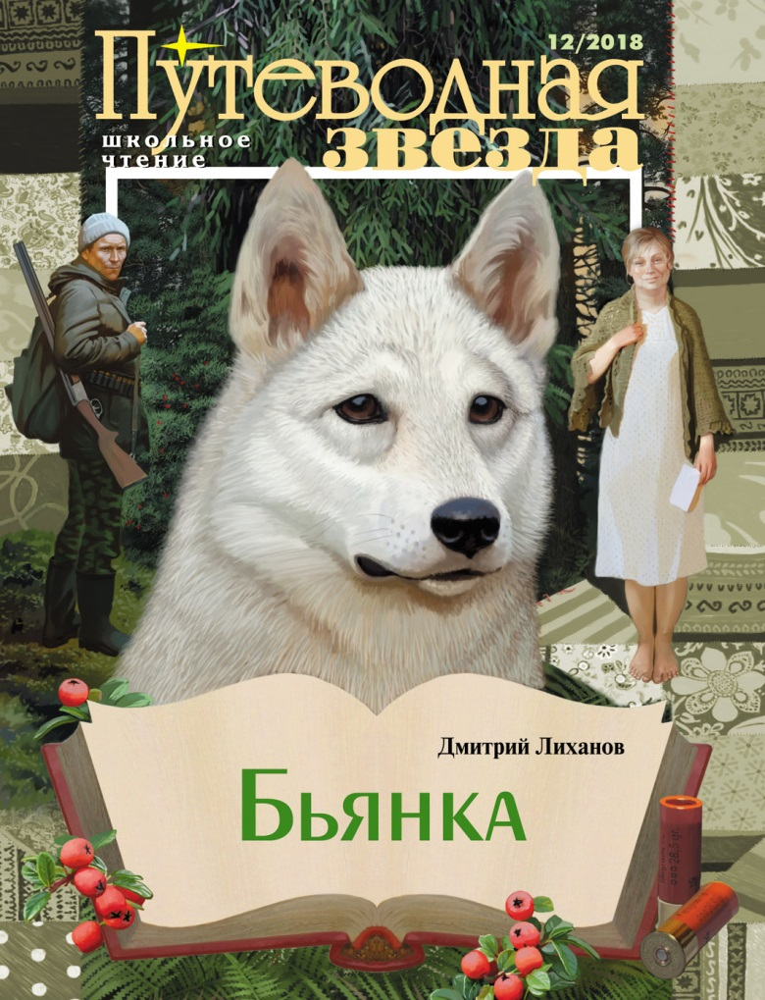 12/2018
Путеводная
звезда
школьное
чтение
Дмитрий Лиханов
Бьянка